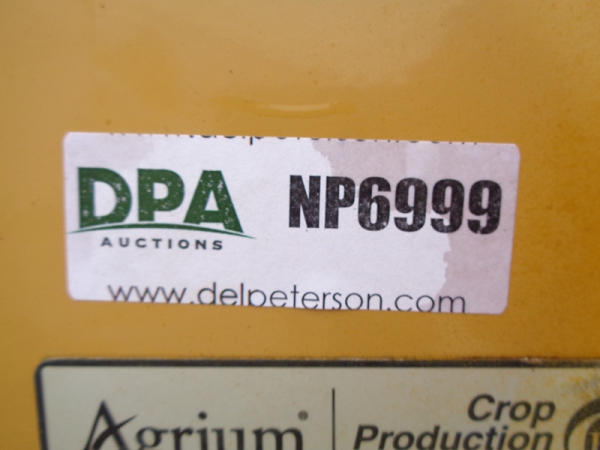 DPA
AUCTIONS
NP6999
www.delpeterson.com
Agrium®
Crop
Production